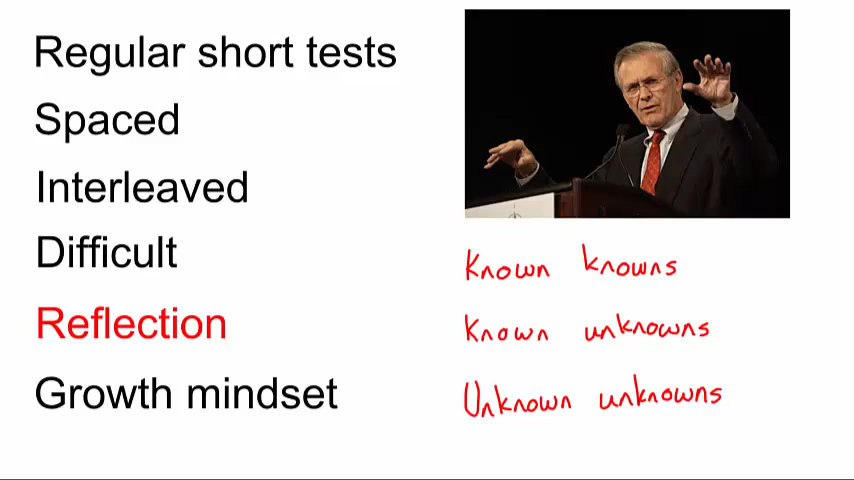 Regular short tests
Spaced
Interleaved
Difficult
Reflection
Growth mindset
Known knowns
Known unknowns
Unknown unknowns